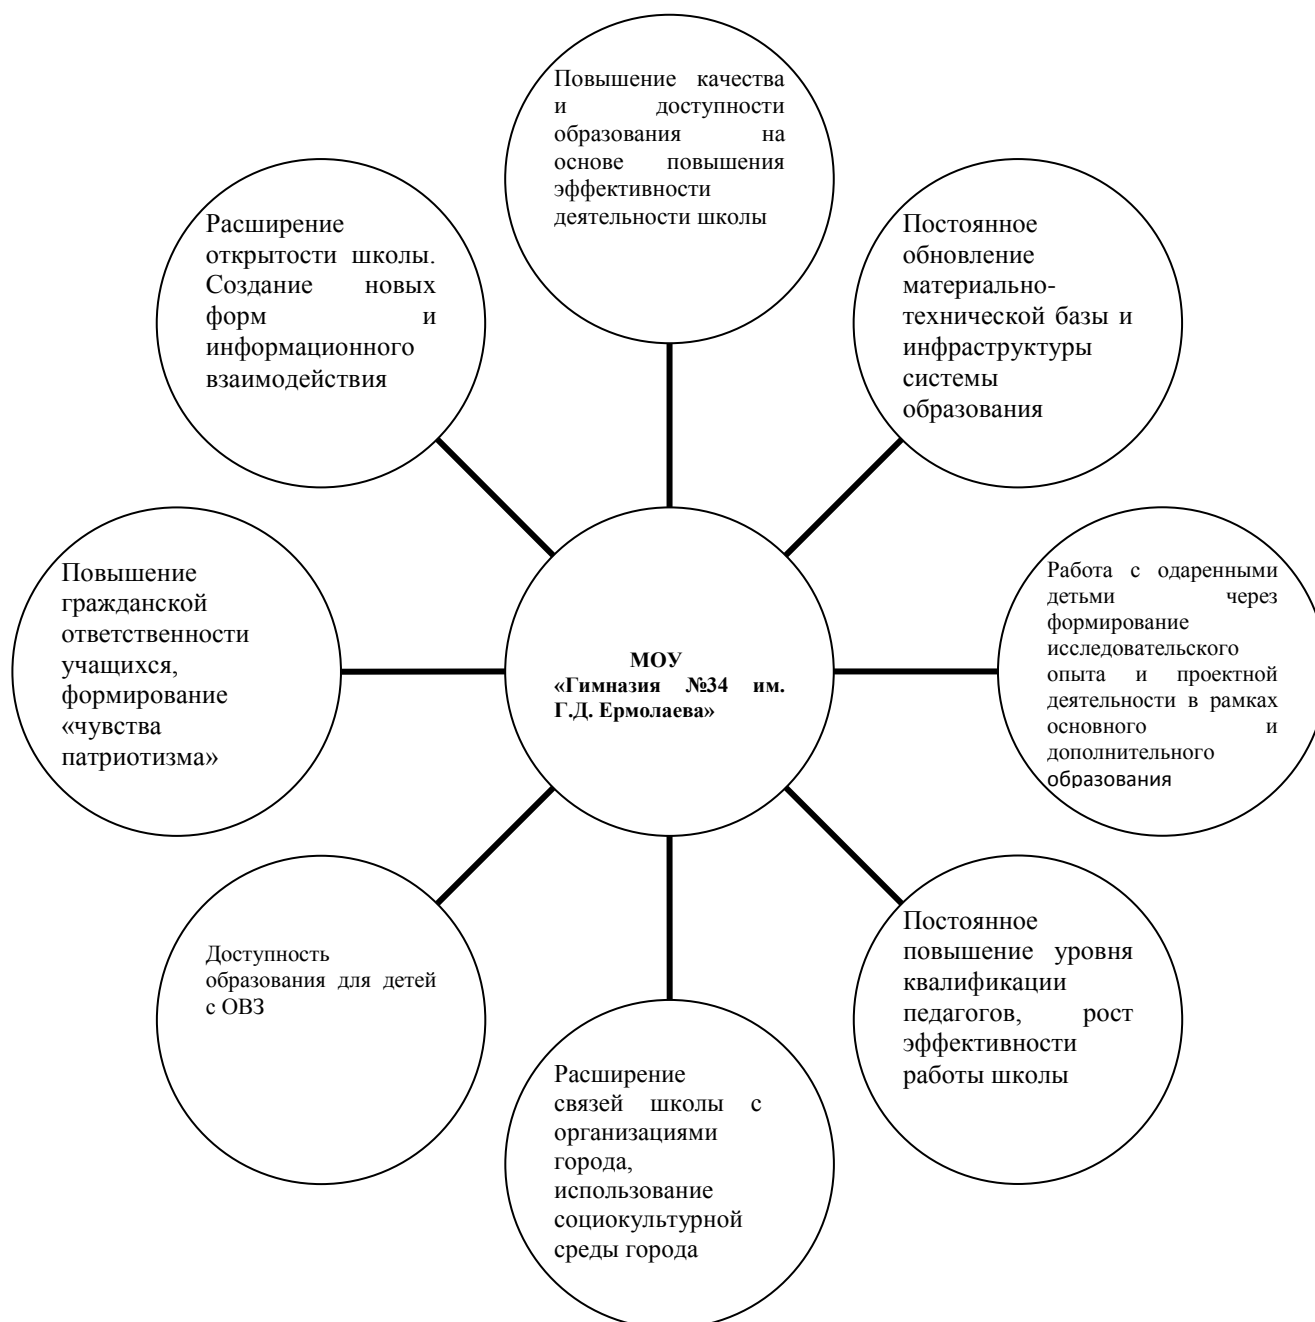 Повышение качества
и доступности
образования на
основе повышения
эффективности
деятельности школы
Расширение
открытости школы.
Создание новых
форм и
информационного
взаимодействия
Постоянное
обновление
материально-
технической базы и
инфраструктуры
системы
образования
Повышение
гражданской
ответственности
учащихся,
формирование
«чувства
патриотизма»
МОУ
«Гимназия №34 им.
Г.Д. Ермолаева»
Работа с одаренными
детьми через
формирование
исследовательского
опыта и проектной
деятельности в рамках
основного и
дополнительного
образования
Доступность
образования для детей
с ОВЗ
Расширение
связей школы с
организациями
города,
использование
социокультурной
среды города
Постоянное
повышение уровня
квалификации
педагогов, рост
эффективности
работы школы